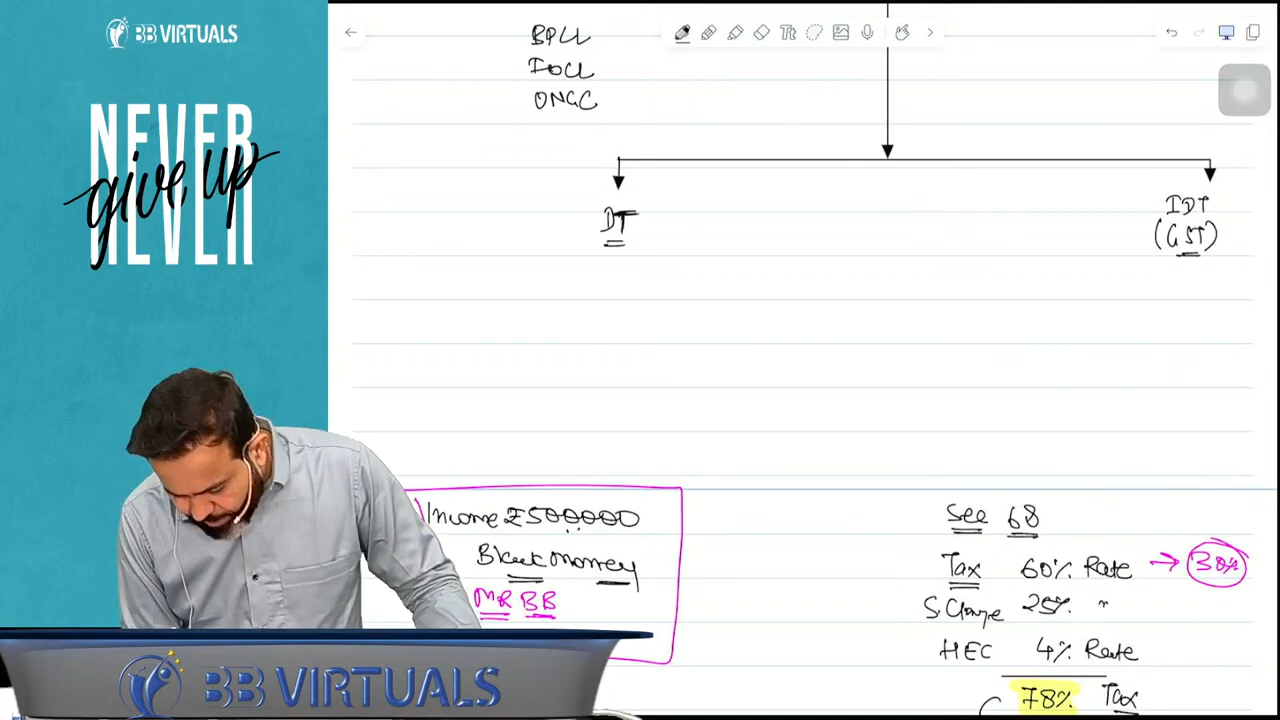 BB VIRTUALS
NEVER
give up
NEVER
BPCL
IOCL
ONGC
DT
IDT
(GST)
Income ₹500000
Black Money
MR BB
Sec 68
Tax 60% Rate → 30%
S Charge 25% "
HEC 4% Rate
78% Tax
BB VIRTUALS